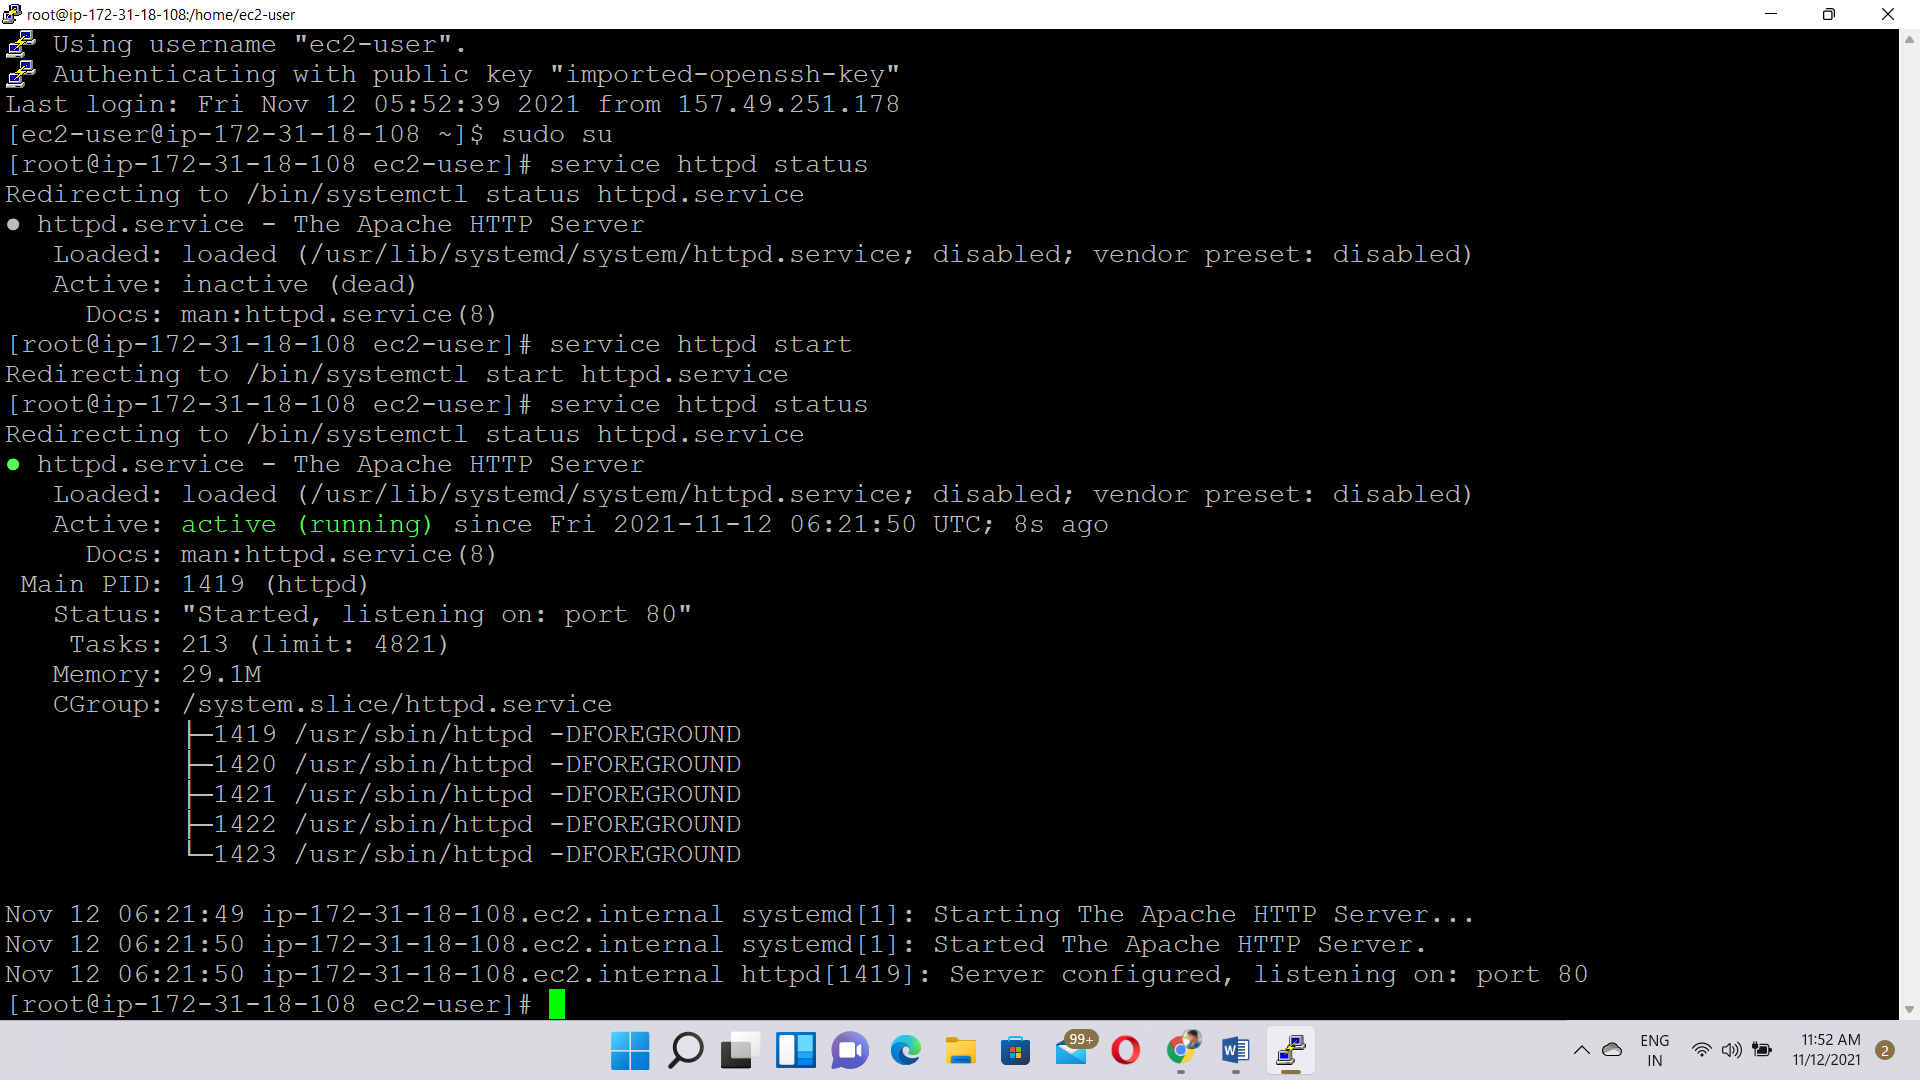 root@ip-172-31-18-108:/home/ec2-user
Using username "ec2-user".
Authenticating with public key "imported-openssh-key"
Last login: Fri Nov 12 05:52:39 2021 from 157.49.251.178
[ec2-user@ip-172-31-18-108 ~]$ sudo su
[root@ip-172-31-18-108 ec2-user]# service httpd status
Redirecting to /bin/systemctl status httpd.service
● httpd.service - The Apache HTTP Server
   Loaded: loaded (/usr/lib/systemd/system/httpd.service; disabled; vendor preset: disabled)
   Active: inactive (dead)
     Docs: man:httpd.service(8)
[root@ip-172-31-18-108 ec2-user]# service httpd start
Redirecting to /bin/systemctl start httpd.service
[root@ip-172-31-18-108 ec2-user]# service httpd status
Redirecting to /bin/systemctl status httpd.service
● httpd.service - The Apache HTTP Server
   Loaded: loaded (/usr/lib/systemd/system/httpd.service; disabled; vendor preset: disabled)
   Active: active (running) since Fri 2021-11-12 06:21:50 UTC; 8s ago
     Docs: man:httpd.service(8)
 Main PID: 1419 (httpd)
   Status: "Started, listening on: port 80"
    Tasks: 213 (limit: 4821)
   Memory: 29.1M
   CGroup: /system.slice/httpd.service
           ├─1419 /usr/sbin/httpd -DFOREGROUND
           ├─1420 /usr/sbin/httpd -DFOREGROUND
           ├─1421 /usr/sbin/httpd -DFOREGROUND
           ├─1422 /usr/sbin/httpd -DFOREGROUND
           └─1423 /usr/sbin/httpd -DFOREGROUND
Nov 12 06:21:49 ip-172-31-18-108.ec2.internal systemd[1]: Starting The Apache HTTP Server...
Nov 12 06:21:50 ip-172-31-18-108.ec2.internal systemd[1]: Started The Apache HTTP Server.
Nov 12 06:21:50 ip-172-31-18-108.ec2.internal httpd[1419]: Server configured, listening on: port 80
[root@ip-172-31-18-108 ec2-user]#
99+
W
ENG
IN
11:52 AM
11/12/2021
2